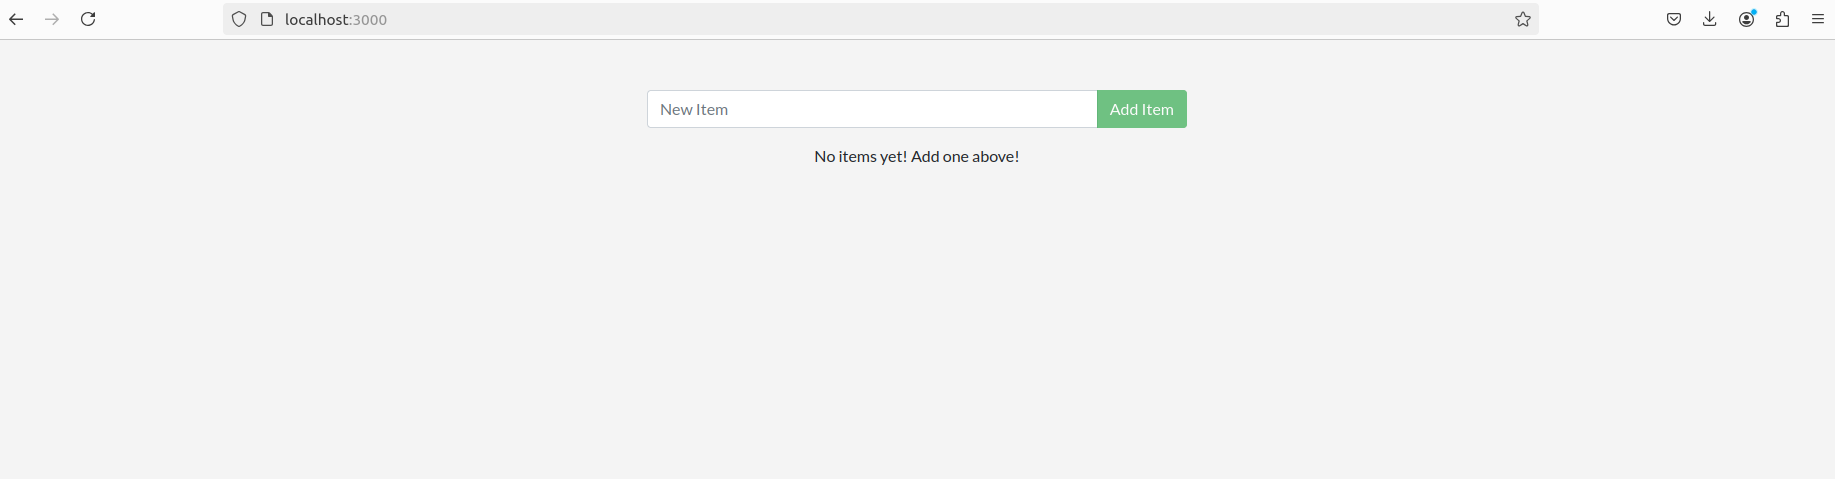 localhost:3000
New Item
Add Item
No items yet! Add one above!